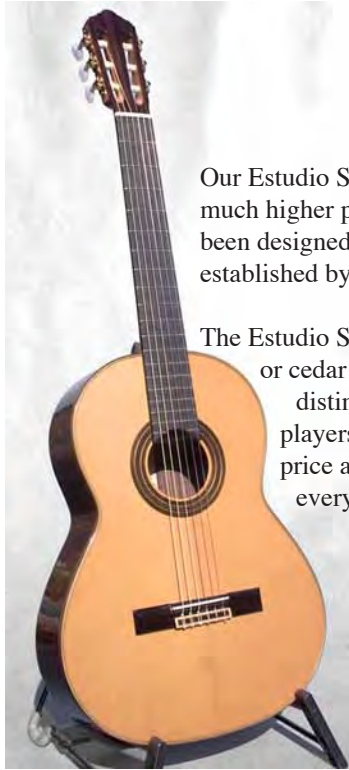 Our Estudio S
much higher p
been designed
established by
The Estudio S
or cedar
distin
players
price a
every